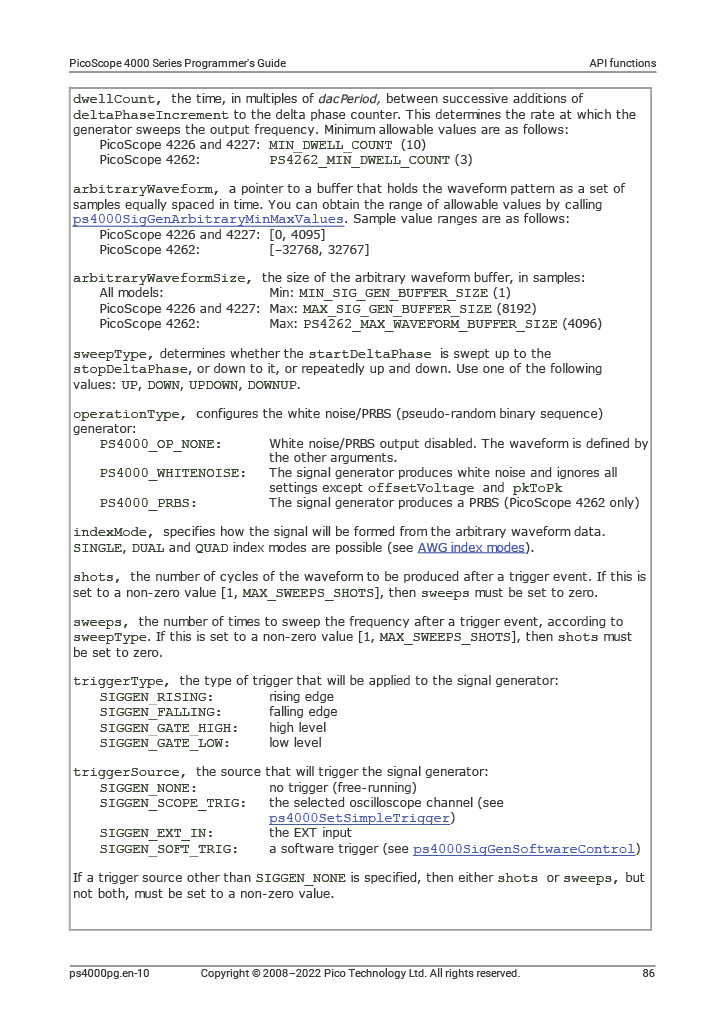 PicoScope 4000 Series Programmer's Guide API functions
dwellCount, the time, in multiples of dacPeriod, between successive additions of
deltaPhaseIncrement to the delta phase counter. This determines the rate at which the
generator sweeps the output frequency. Minimum allowable values are as follows:
PicoScope 4226 and 4227: MIN_DWELL_COUNT (10)
PicoScope 4262: PS4262_MIN_DWELL_COUNT (3)
arbitraryWaveform, a pointer to a buffer that holds the waveform pattern as a set of
samples equally spaced in time. You can obtain the range of allowable values by calling
ps4000SigGenArbitraryMinMaxValues. Sample value ranges are as follows:
PicoScope 4226 and 4227: [0, 4095]
PicoScope 4262: [–32768, 32767]
arbitraryWaveformSize, the size of the arbitrary waveform buffer, in samples:
All models: Min: MIN_SIG_GEN_BUFFER_SIZE (1)
PicoScope 4226 and 4227: Max: MAX_SIG_GEN_BUFFER_SIZE (8192)
PicoScope 4262: Max: PS4262_MAX_WAVEFORM_BUFFER_SIZE (4096)
sweepType, determines whether the startDeltaPhase is swept up to the
stopDeltaPhase, or down to it, or repeatedly up and down. Use one of the following
values: UP, DOWN, UPDOWN, DOWNUP.
operationType, configures the white noise/PRBS (pseudo-random binary sequence)
generator:
PS4000_OP_NONE: White noise/PRBS output disabled. The waveform is defined by
the other arguments.
PS4000_WHITENOISE: The signal generator produces white noise and ignores all
settings except offsetVoltage and pkToPk
PS4000_PRBS: The signal generator produces a PRBS (PicoScope 4262 only)
indexMode, specifies how the signal will be formed from the arbitrary waveform data.
SINGLE, DUAL and QUAD index modes are possible (see AWG index modes).
shots, the number of cycles of the waveform to be produced after a trigger event. If this is
set to a non-zero value [1, MAX_SWEEPS_SHOTS], then sweeps must be set to zero.
sweeps, the number of times to sweep the frequency after a trigger event, according to
sweepType. If this is set to a non-zero value [1, MAX_SWEEPS_SHOTS], then shots must
be set to zero.
triggerType, the type of trigger that will be applied to the signal generator:
SIGGEN_RISING: rising edge
SIGGEN_FALLING: falling edge
SIGGEN_GATE_HIGH: high level
SIGGEN_GATE_LOW: low level
triggerSource, the source that will trigger the signal generator:
SIGGEN_NONE: no trigger (free-running)
SIGGEN_SCOPE_TRIG: the selected oscilloscope channel (see
ps4000SetSimpleTrigger)
SIGGEN_EXT_IN: the EXT input
SIGGEN_SOFT_TRIG: a software trigger (see ps4000SigGenSoftwareControl)
If a trigger source other than SIGGEN_NONE is specified, then either shots or sweeps, but
not both, must be set to a non-zero value.
ps4000pg.en-10 Copyright © 2008–2022 Pico Technology Ltd. All rights reserved. 86